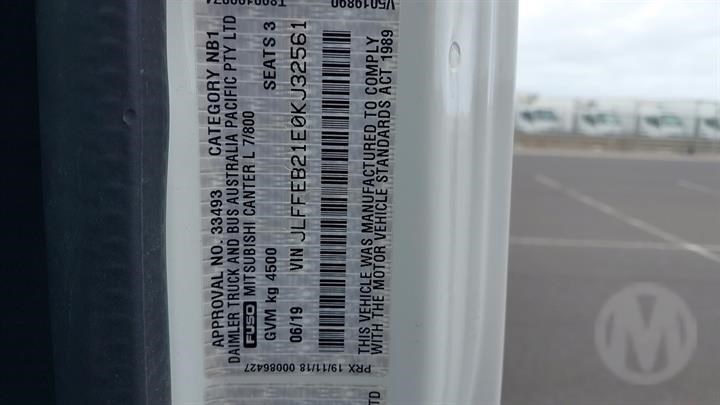 APPROVAL NO. 33493 CATEGORY NB1
DAIMLER TRUCK AND BUS AUSTRALIA PACIFIC PTY LTD
FUSO MITSUBISHI CANTER L 7/800
GVM kg 4500 SEATS 3
06/19 VIN JLFFEB21E0KJ32561
THIS VEHICLE WAS MANUFACTURED TO COMPLY
WITH THE MOTOR VEHICLE STANDARDS ACT 1989
PRX 19/11/18 00086427
LTD
M